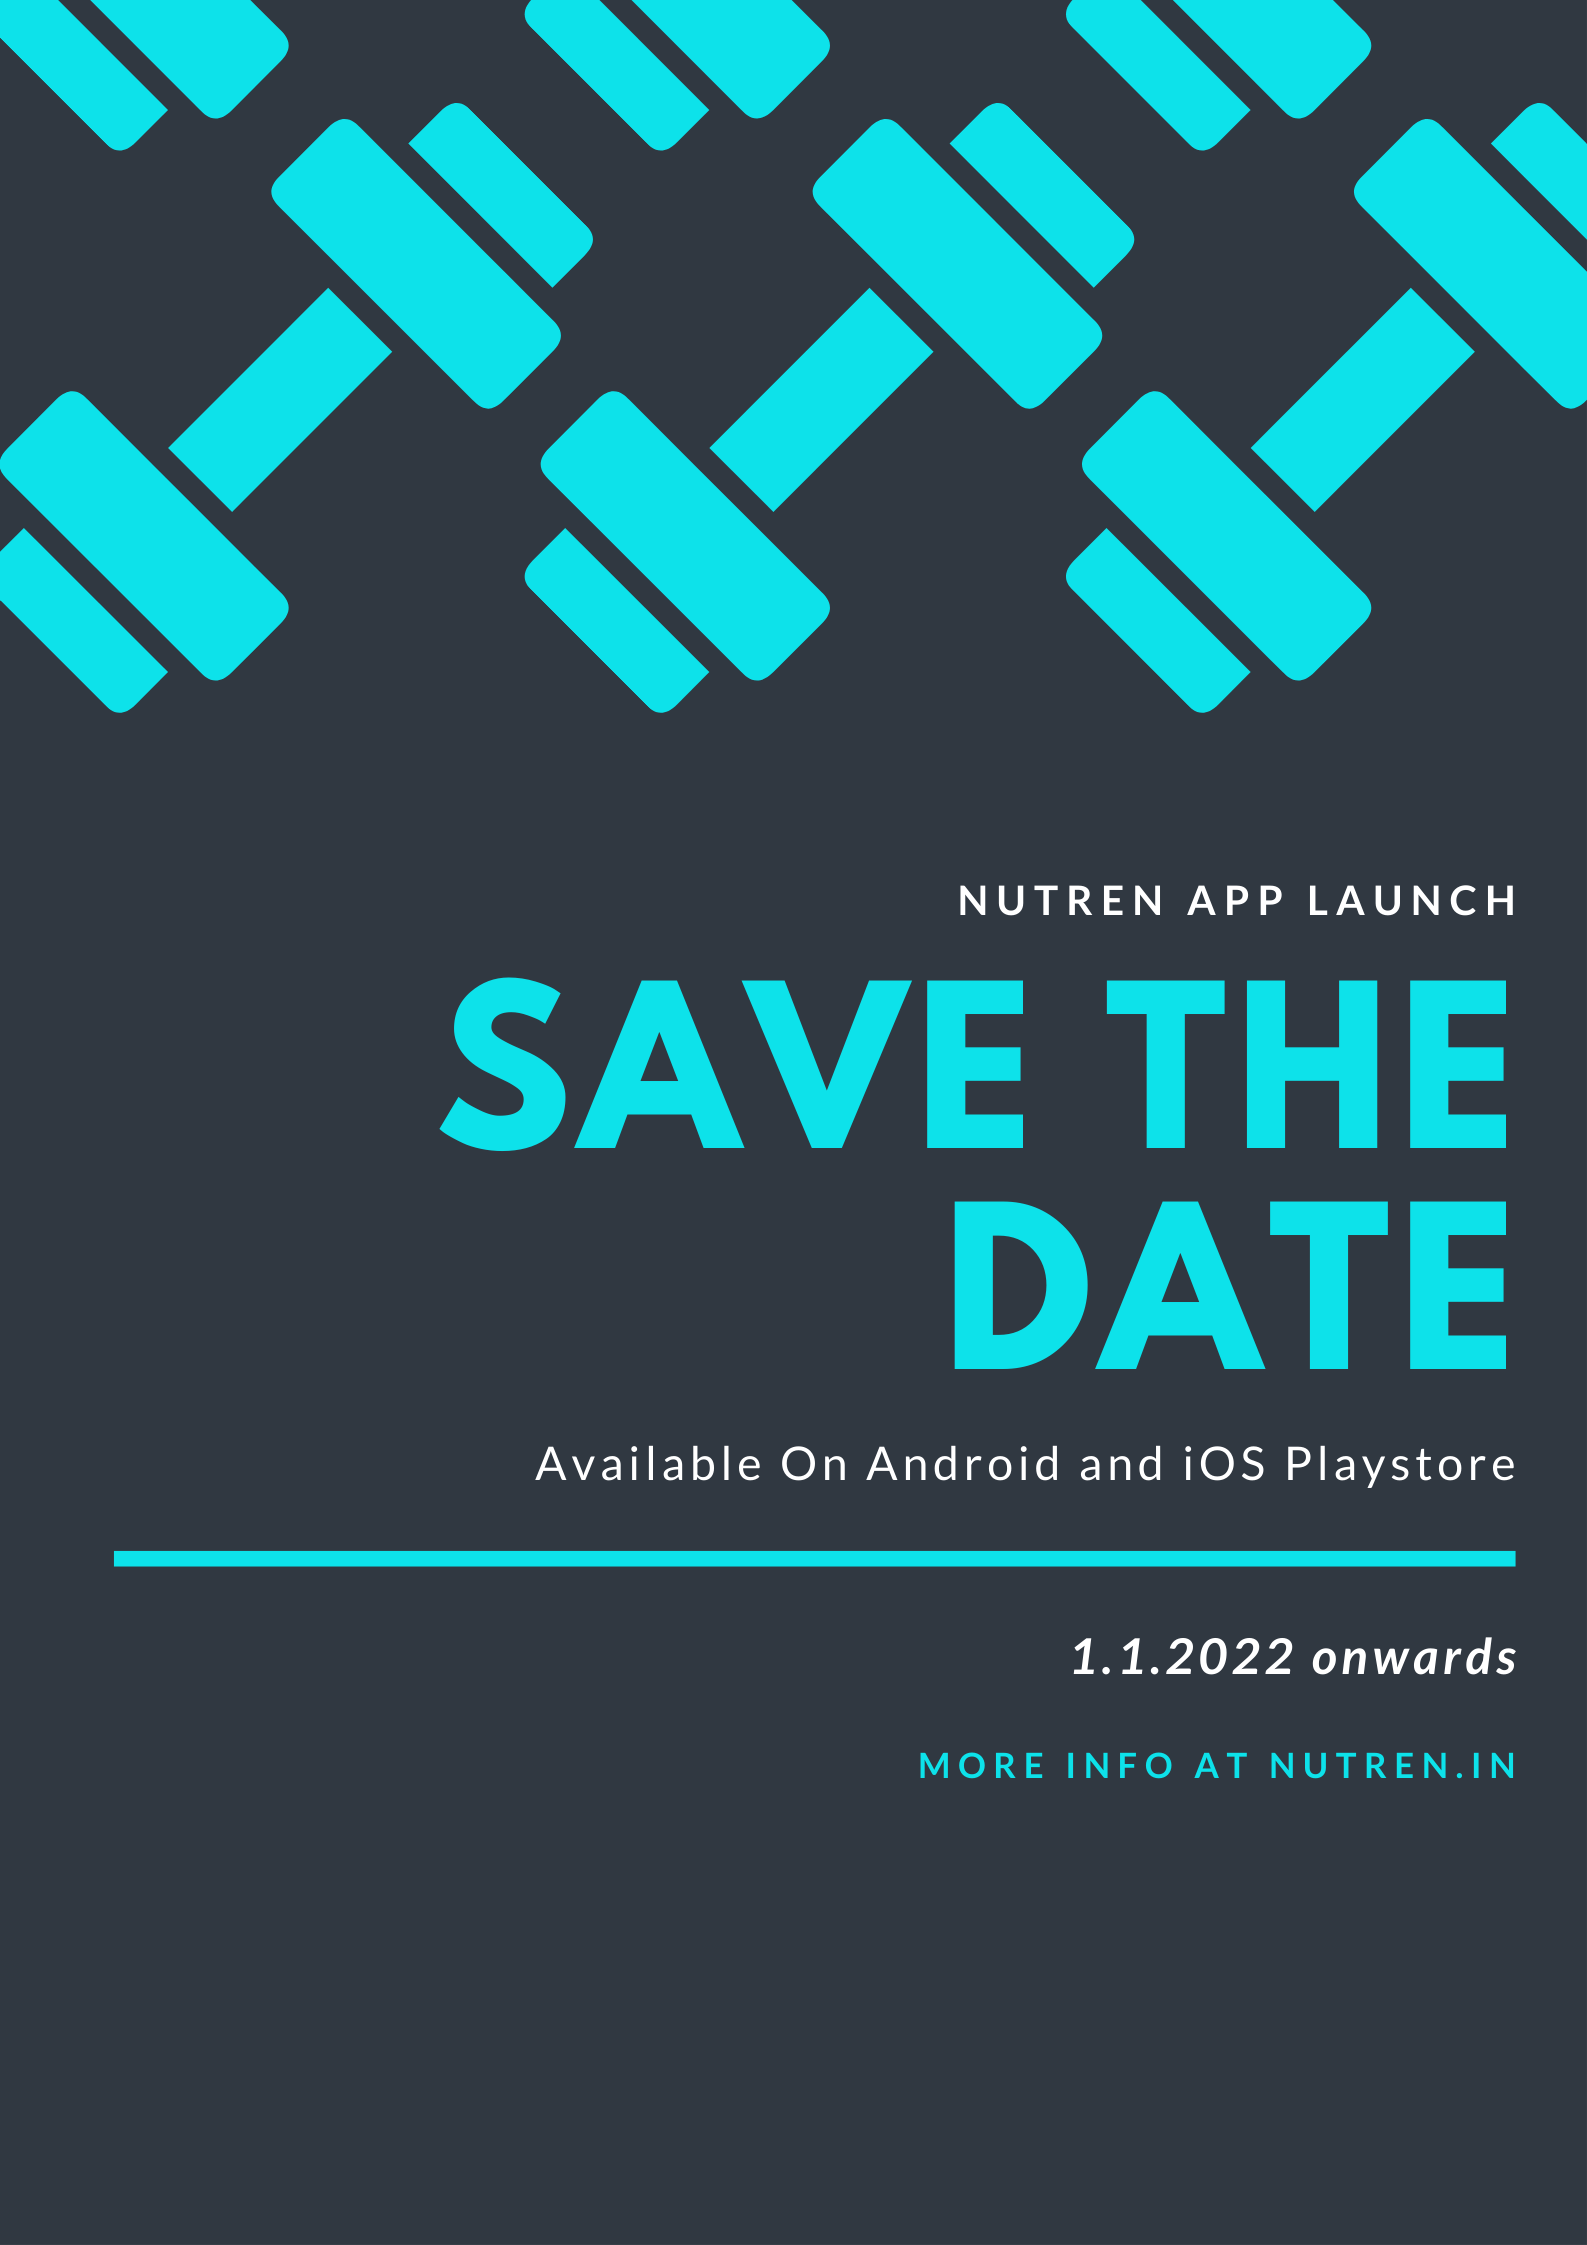 NUTREN APP LAUNCH
SAVE THE
DATE
Available On Android and iOS Playstore
1.1.2022 onwards
MORE INFO AT NUTREN.IN